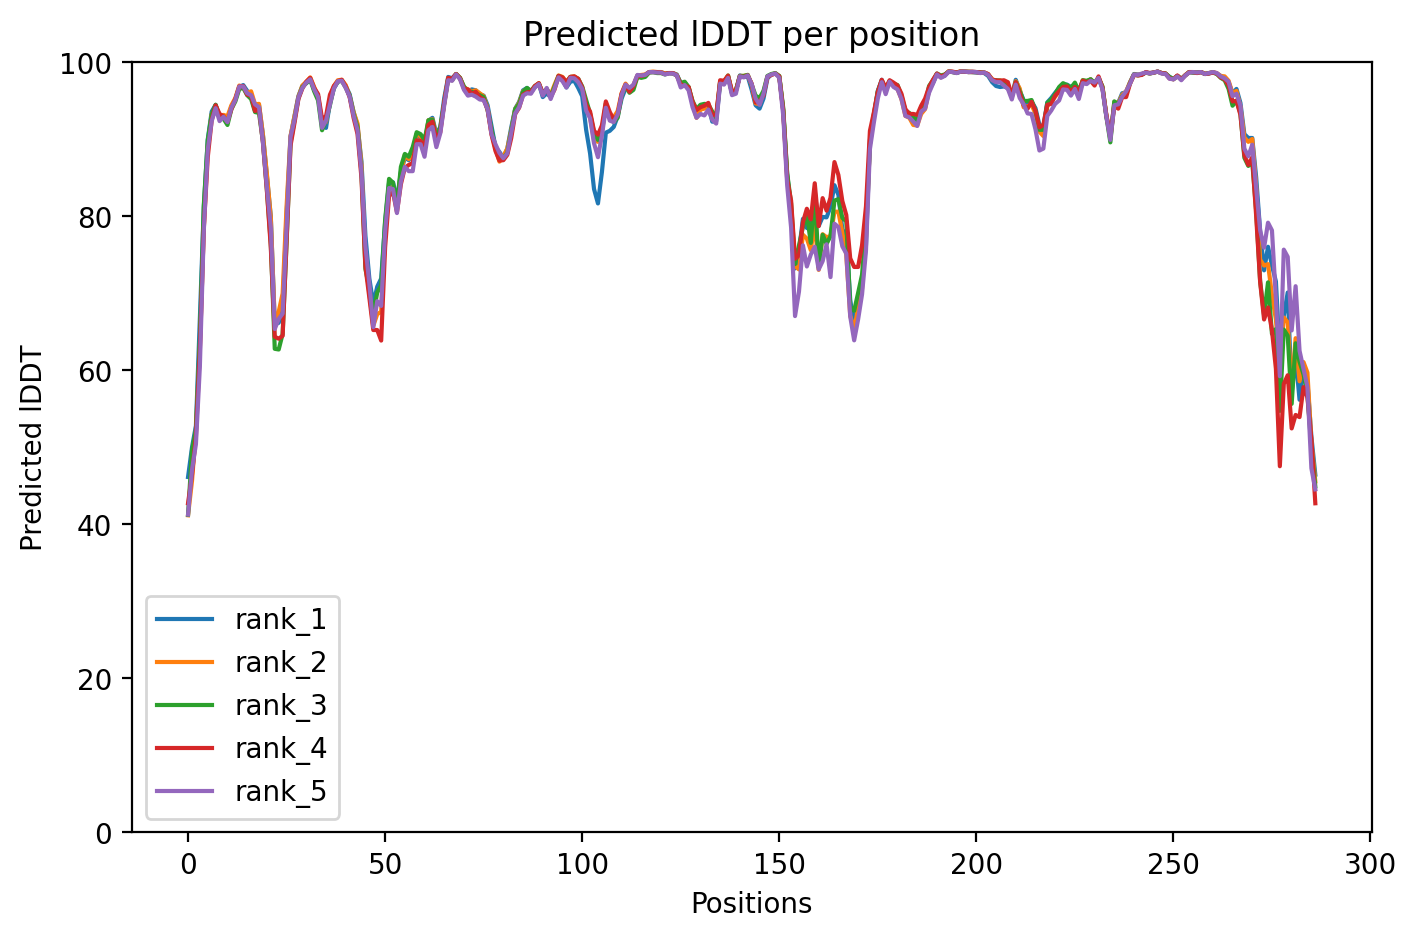 Predicted lDDT per position
100
80
60
40
20
0
Predicted lDDT
rank_1
rank_2
rank_3
rank_4
rank_5
0 50 100 150 200 250 300
Positions